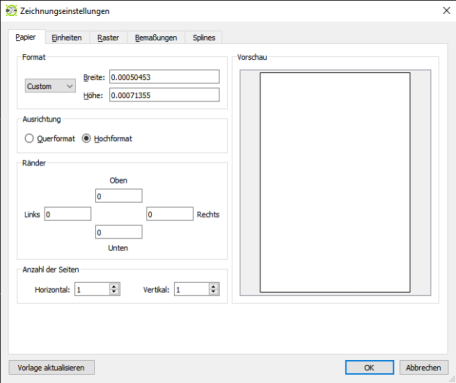 Zeichnungseinstellungen
Papier Einheiten Raster Bemaßungen Splines
Format
Custom
Breite: 0.00050453
Höhe: 0.00071355
Ausrichtung
Querformat Hochformat
Ränder
Oben
0
Links 0 0 Rechts
0
Unten
Anzahl der Seiten
Horizontal: 1 Vertikal: 1
Vorschau
Vorlage aktualisieren OK Abbrechen